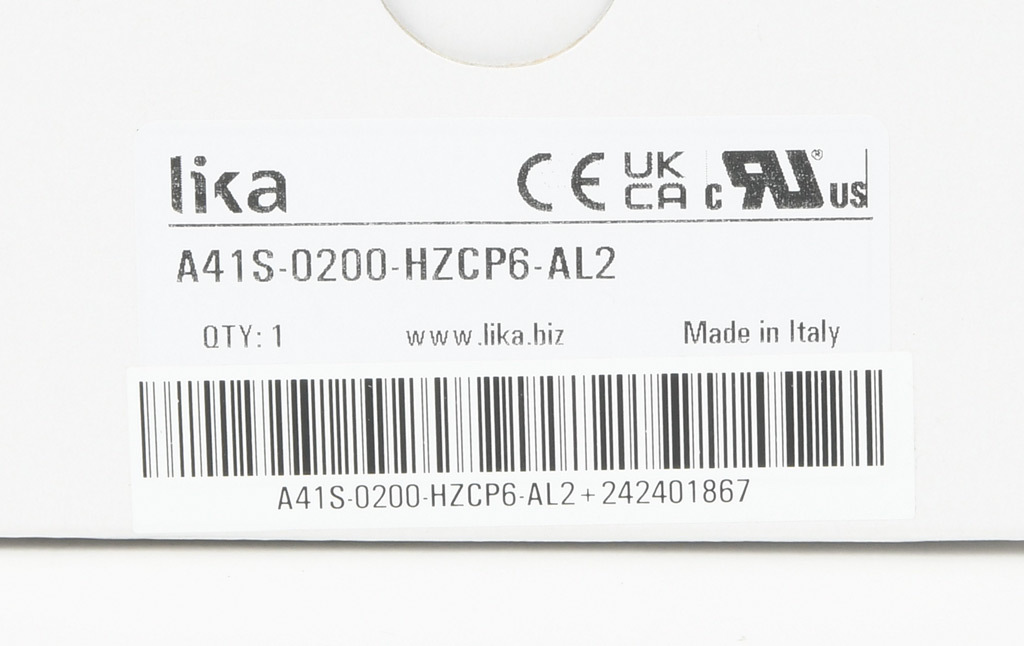 lika CE UK CA c RU ® US
A41S-0200-HZCP6-AL2
QTY: 1 www.lika.biz Made in Italy
A41S-0200-HZCP6-AL2+242401867